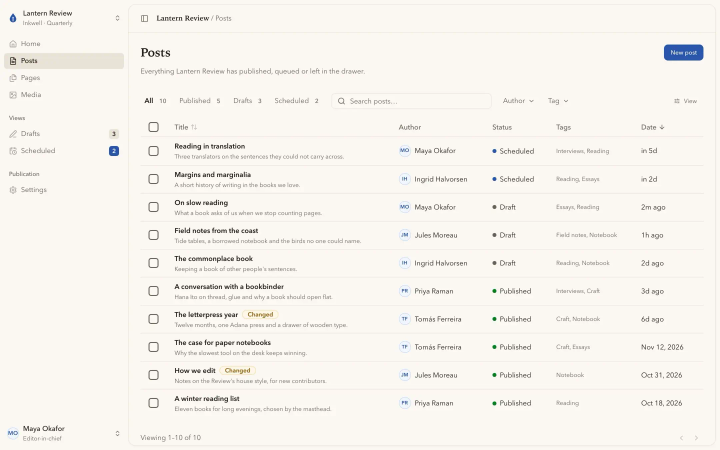 Lantern Review
Inkwell · Quarterly
Home
Posts
Pages
Media
Views
Drafts 3
Scheduled 2
Publication
Settings
Maya Okafor
Editor-in-chief
Lantern Review / Posts
Posts
New post
Everything Lantern Review has published, queued or left in the drawer.
All 10 Published 5 Drafts 3 Scheduled 2 Search posts... Author Tag View
Title Author Status Tags Date
Reading in translation
Three translators on the sentences they could not carry across.
MO Maya Okafor Scheduled Interviews, Reading in 5d
Margins and marginalia
A short history of writing in the books we love.
IH Ingrid Halvorsen Scheduled Reading, Essays in 2d
On slow reading
What a book asks of us when we stop counting pages.
MO Maya Okafor Draft Essays, Reading 2m ago
Field notes from the coast
Tide tables, a borrowed notebook and the birds no one could name.
JM Jules Moreau Draft Field notes, Notebook 1h ago
The commonplace book
Keeping a book of other people's sentences.
IH Ingrid Halvorsen Draft Reading, Notebook 2d ago
A conversation with a bookbinder
Hana Ito on thread, glue and why a book should open flat.
PR Priya Raman Published Interviews, Craft 3d ago
The letterpress year Changed
Twelve months, one Adana press and a drawer of wooden type.
TF Tomás Ferreira Published Craft, Notebook 6d ago
The case for paper notebooks
Why the slowest tool on the desk keeps winning.
TF Tomás Ferreira Published Craft, Essays Nov 12, 2026
How we edit Changed
Notes on the Review's house style, for new contributors.
JM Jules Moreau Published Notebook Oct 31, 2026
A winter reading list
Eleven books for long evenings, chosen by the masthead.
PR Priya Raman Published Reading Oct 18, 2026
Viewing 1–10 of 10
MO